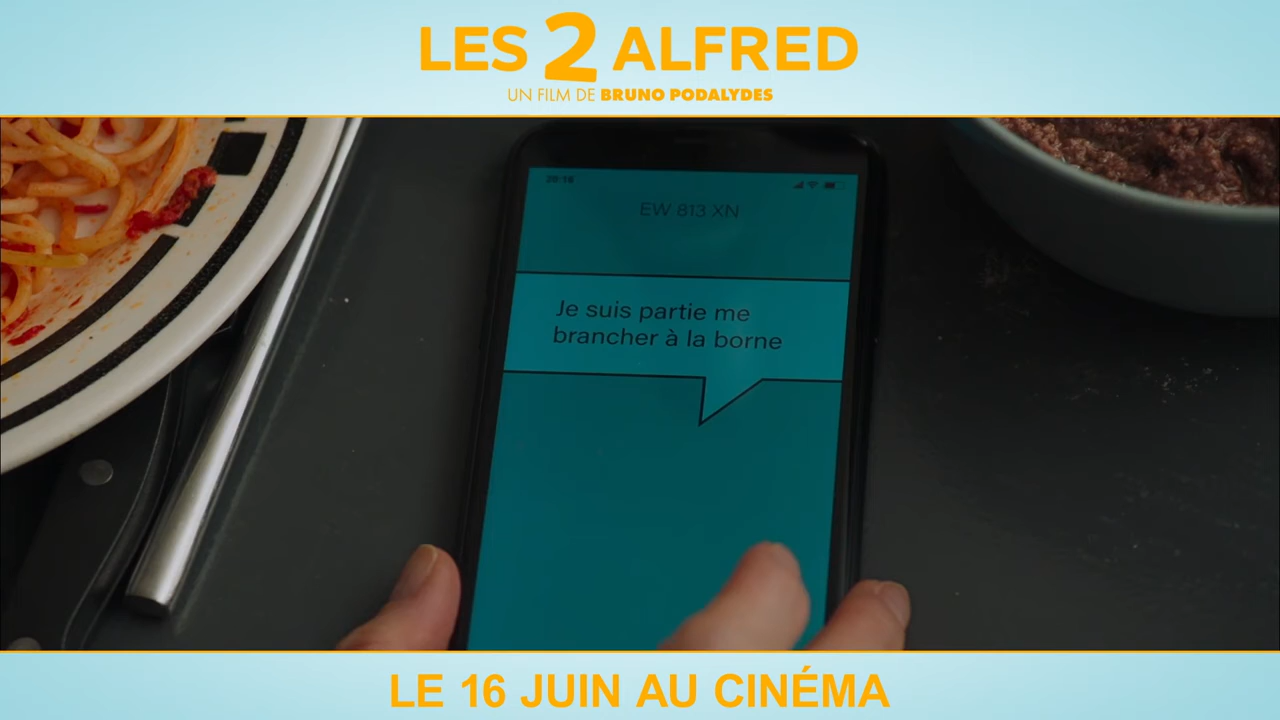 LES 2 ALFRED
UN FILM DE BRUNO PODALYDES
20:16
EW 813 XN
Je suis partie me
brancher à la borne
LE 16 JUIN AU CINÉMA